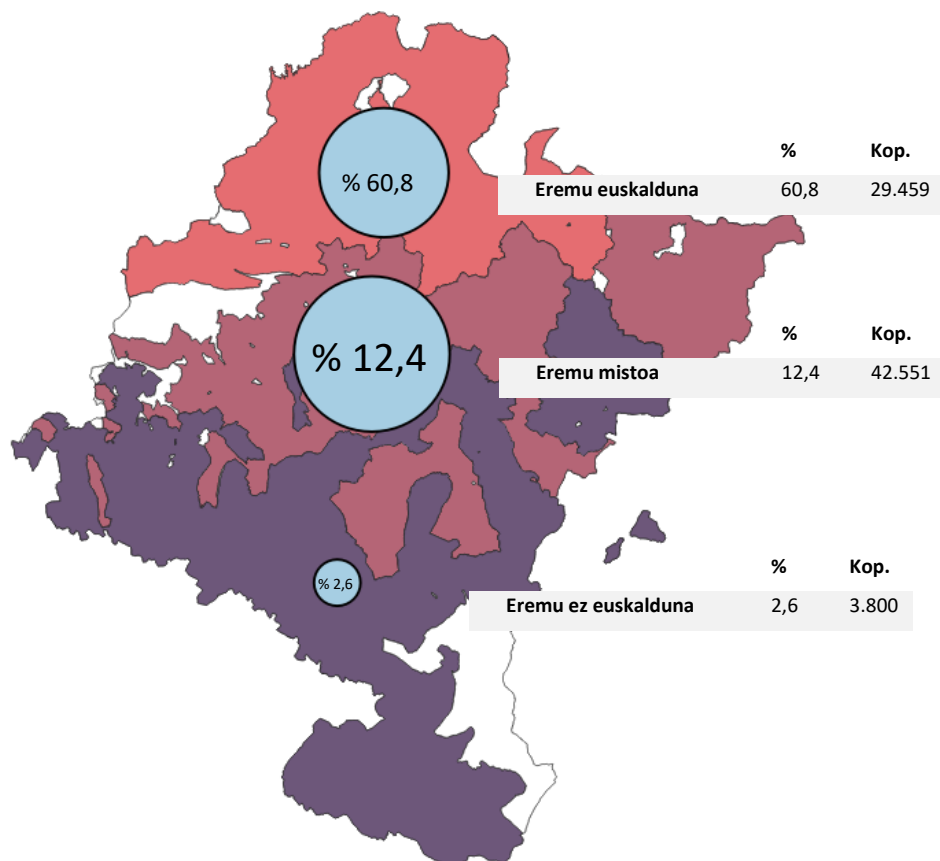 % Kop.
% 60,8
Eremu euskalduna 60,8 29.459
% Kop.
% 12,4
Eremu mistoa 12,4 42.551
% Kop.
% 2,6
Eremu ez euskalduna 2,6 3.800